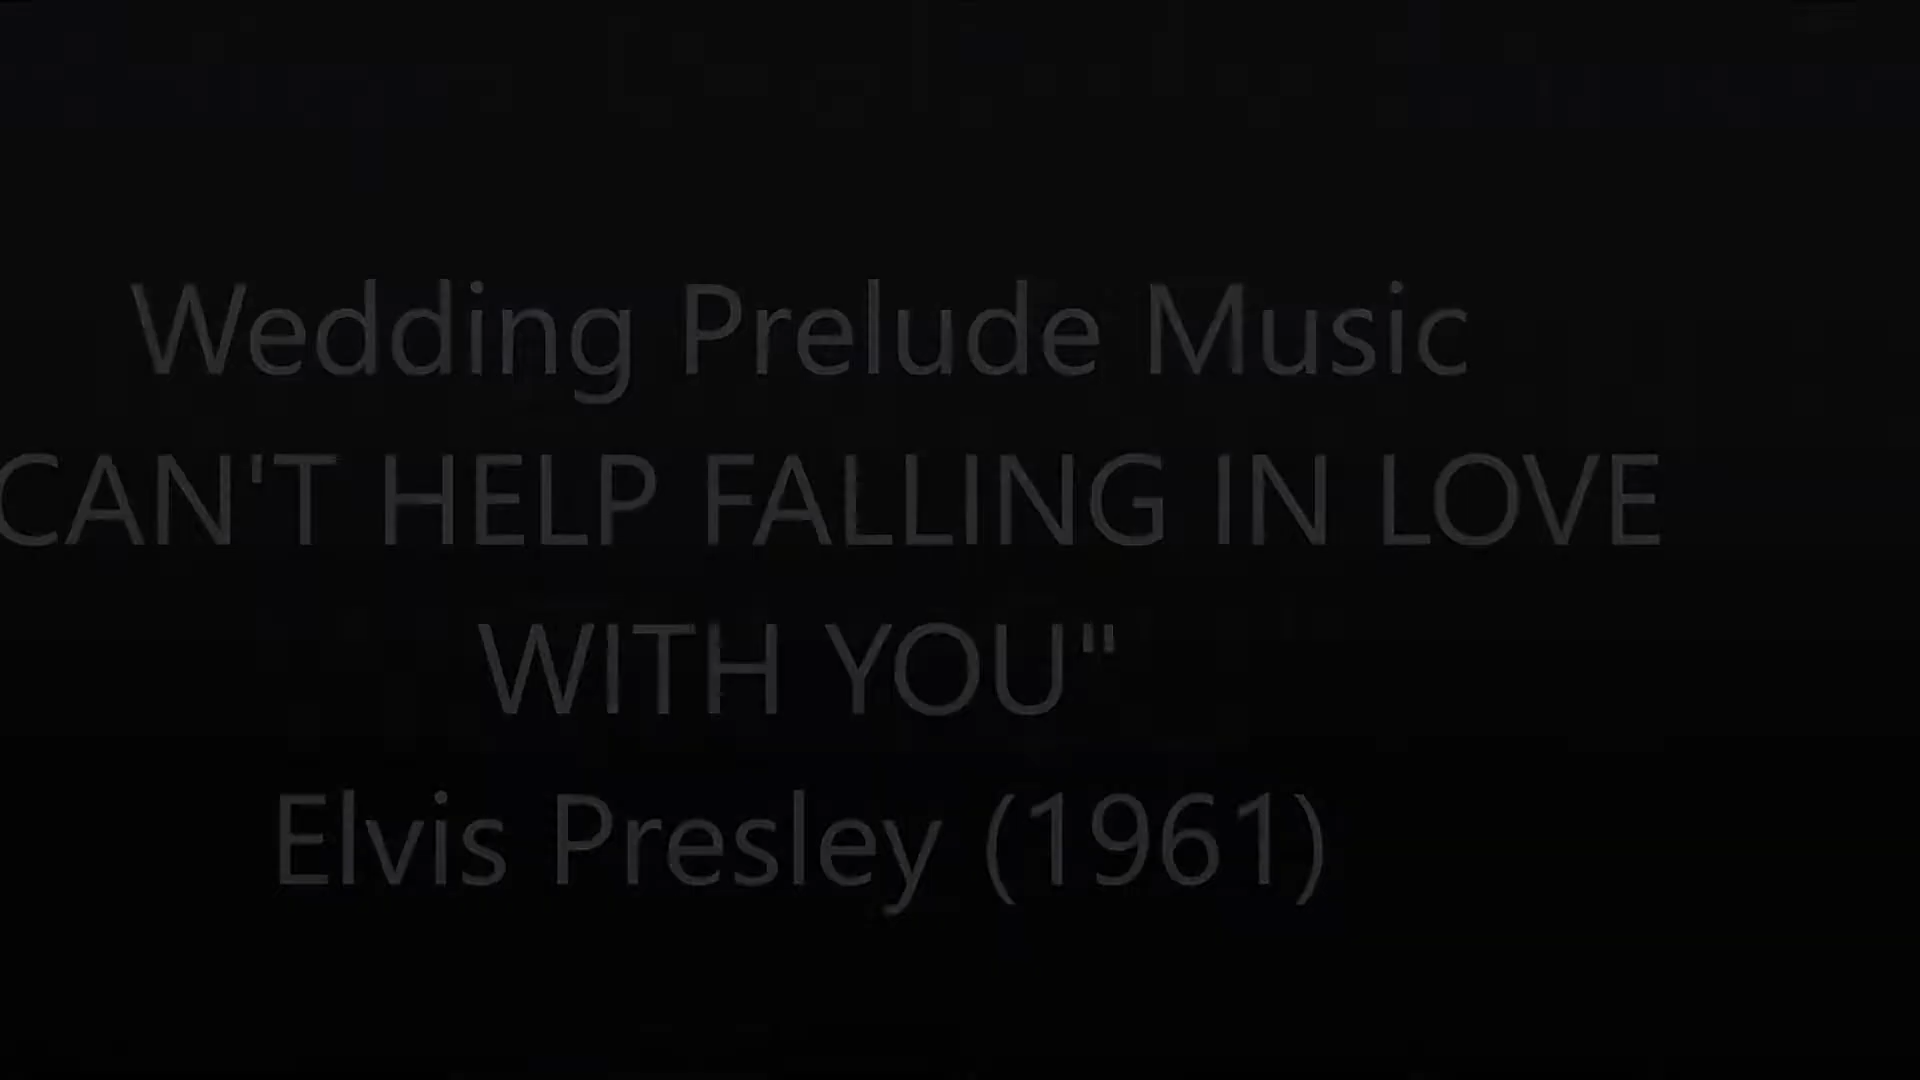 Wedding Prelude Music
CAN'T HELP FALLING IN LOVE
WITH YOU"
Elvis Presley (1961)